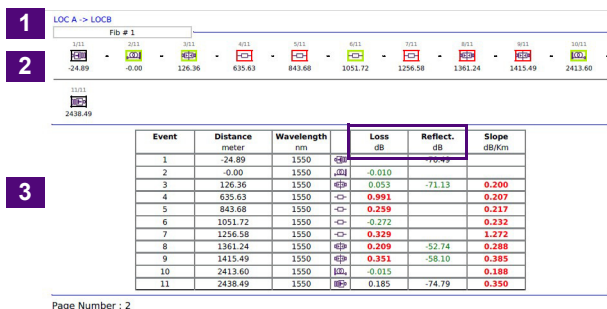 1
LOC A -> LOCB
Fib # 1
2
1/11 2/11 3/11 4/11 5/11 6/11 7/11 8/11 9/11 10/11
-24.89 -0.00 126.36 635.63 843.68 1051.72 1256.58 1361.24 1415.49 2413.60
11/11
2438.49
3
Event Distance Wavelength Loss Reflect. Slope
meter nm dB dB dB/Km
1 -24.89 1550 -70.49
2 -0.00 1550 -0.010
3 126.36 1550 0.053 -71.13 0.200
4 635.63 1550 0.991 0.207
5 843.68 1550 0.259 0.217
6 1051.72 1550 -0.272 0.232
7 1256.58 1550 0.329 1.272
8 1361.24 1550 0.209 -52.74 0.288
9 1415.49 1550 0.351 -58.10 0.385
10 2413.60 1550 -0.015 0.188
11 2438.49 1550 0.185 -74.79 0.350
Page Number : 2